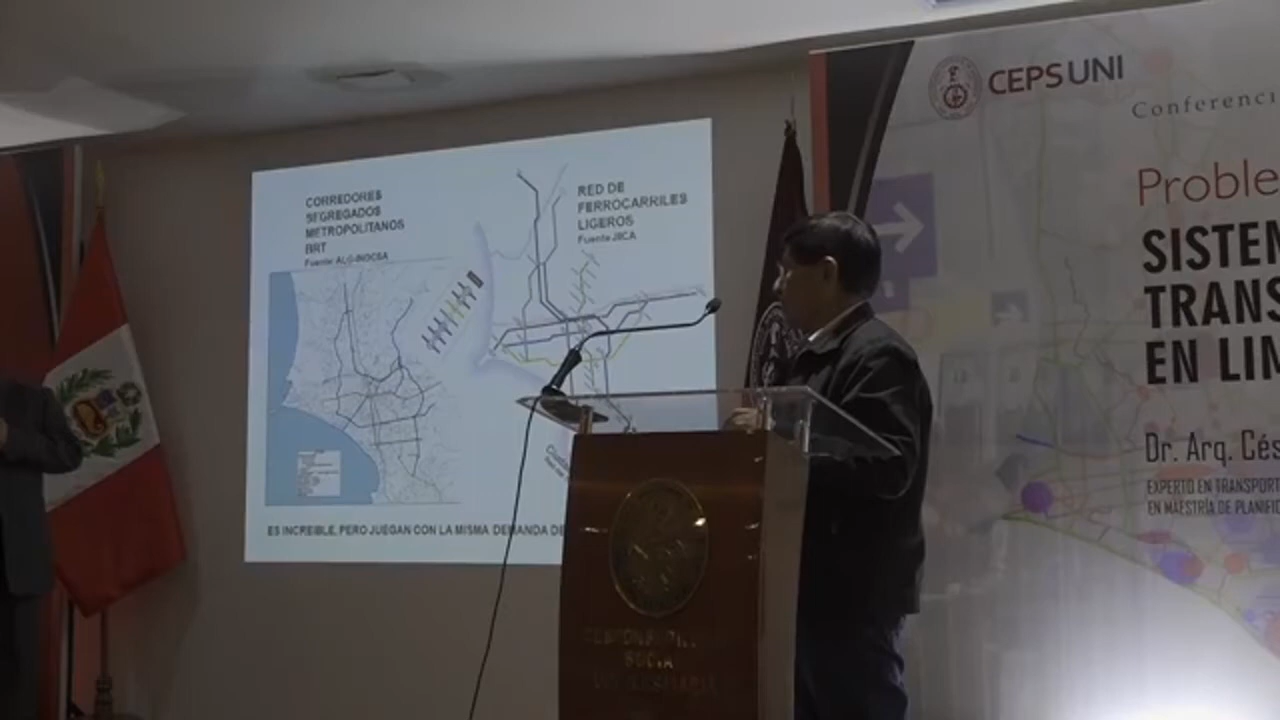 CORREDORES
SEGREGADOS
METROPOLITANOS
BRT
Fuente: ALG-INOCSA
RED DE
FERROCARRILES
LIGEROS
Fuente JICA
ES INCREIBLE, PERO JUEGAN CON LA MISMA DEMANDA DE
CEPS UNI
Conferenci
Proble
SISTEM
TRANS
EN LIM
Dr. Arq. Cés
EXPERTO EN TRANSPORT
EN MAESTRÍA DE PLANIFIC